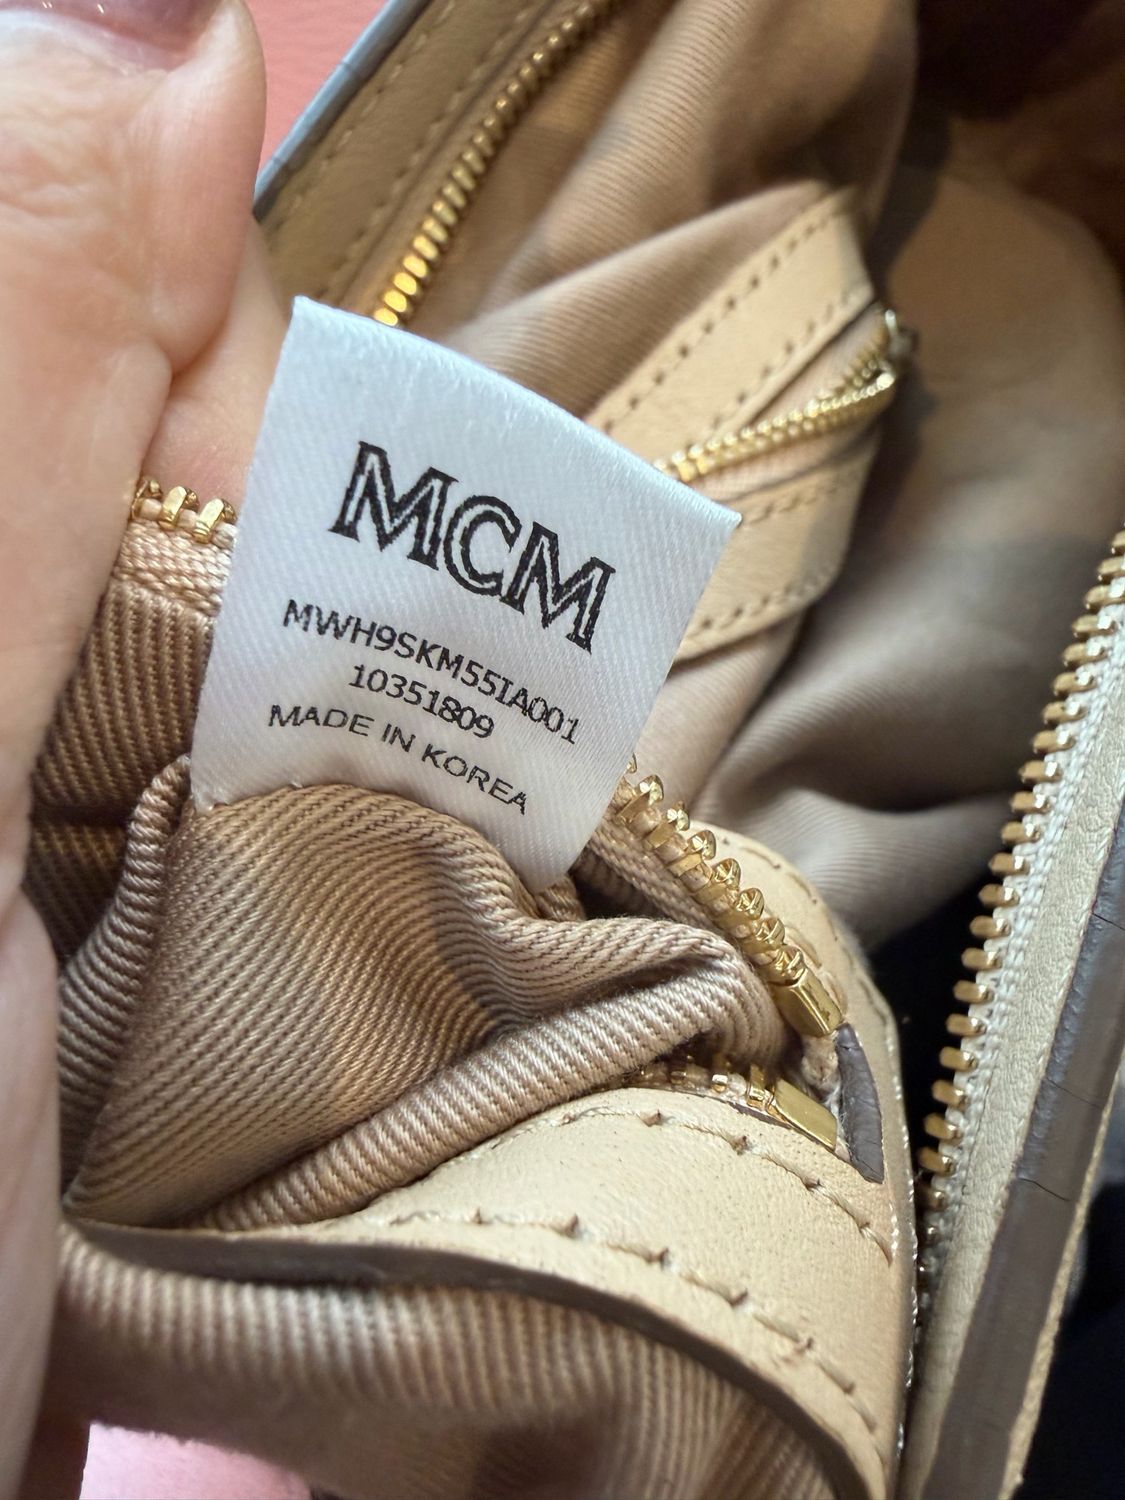 MCM
MWH9SKM55IA001
10351809
MADE IN KOREA